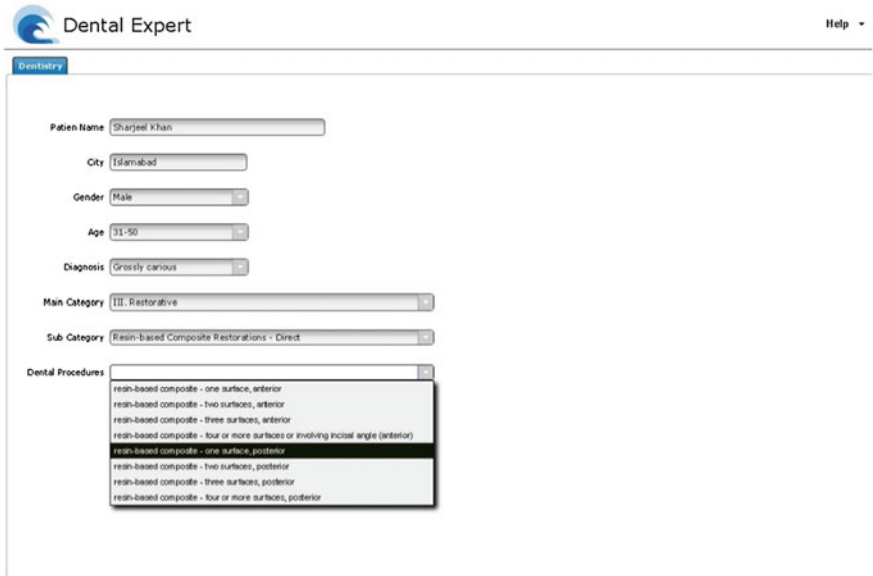 Dental Expert
Help
Dentistry
Patien Name Sharjeel Khan
City Islamabad
Gender Male
Age 31-50
Diagnosis Grossly carious
Main Category III. Restorative
Sub Category Resin-based Composite Restorations - Direct
Dental Procedures
resin-based composite - one surface, anterior
resin-based composite - two surfaces, anterior
resin-based composite - three surfaces, anterior
resin-based composite - four or more surfaces or involving incisal angle (anterior)
resin-based composite - one surface, posterior
resin-based composite - two surfaces, posterior
resin-based composite - three surfaces, posterior
resin-based composite - four or more surfaces, posterior